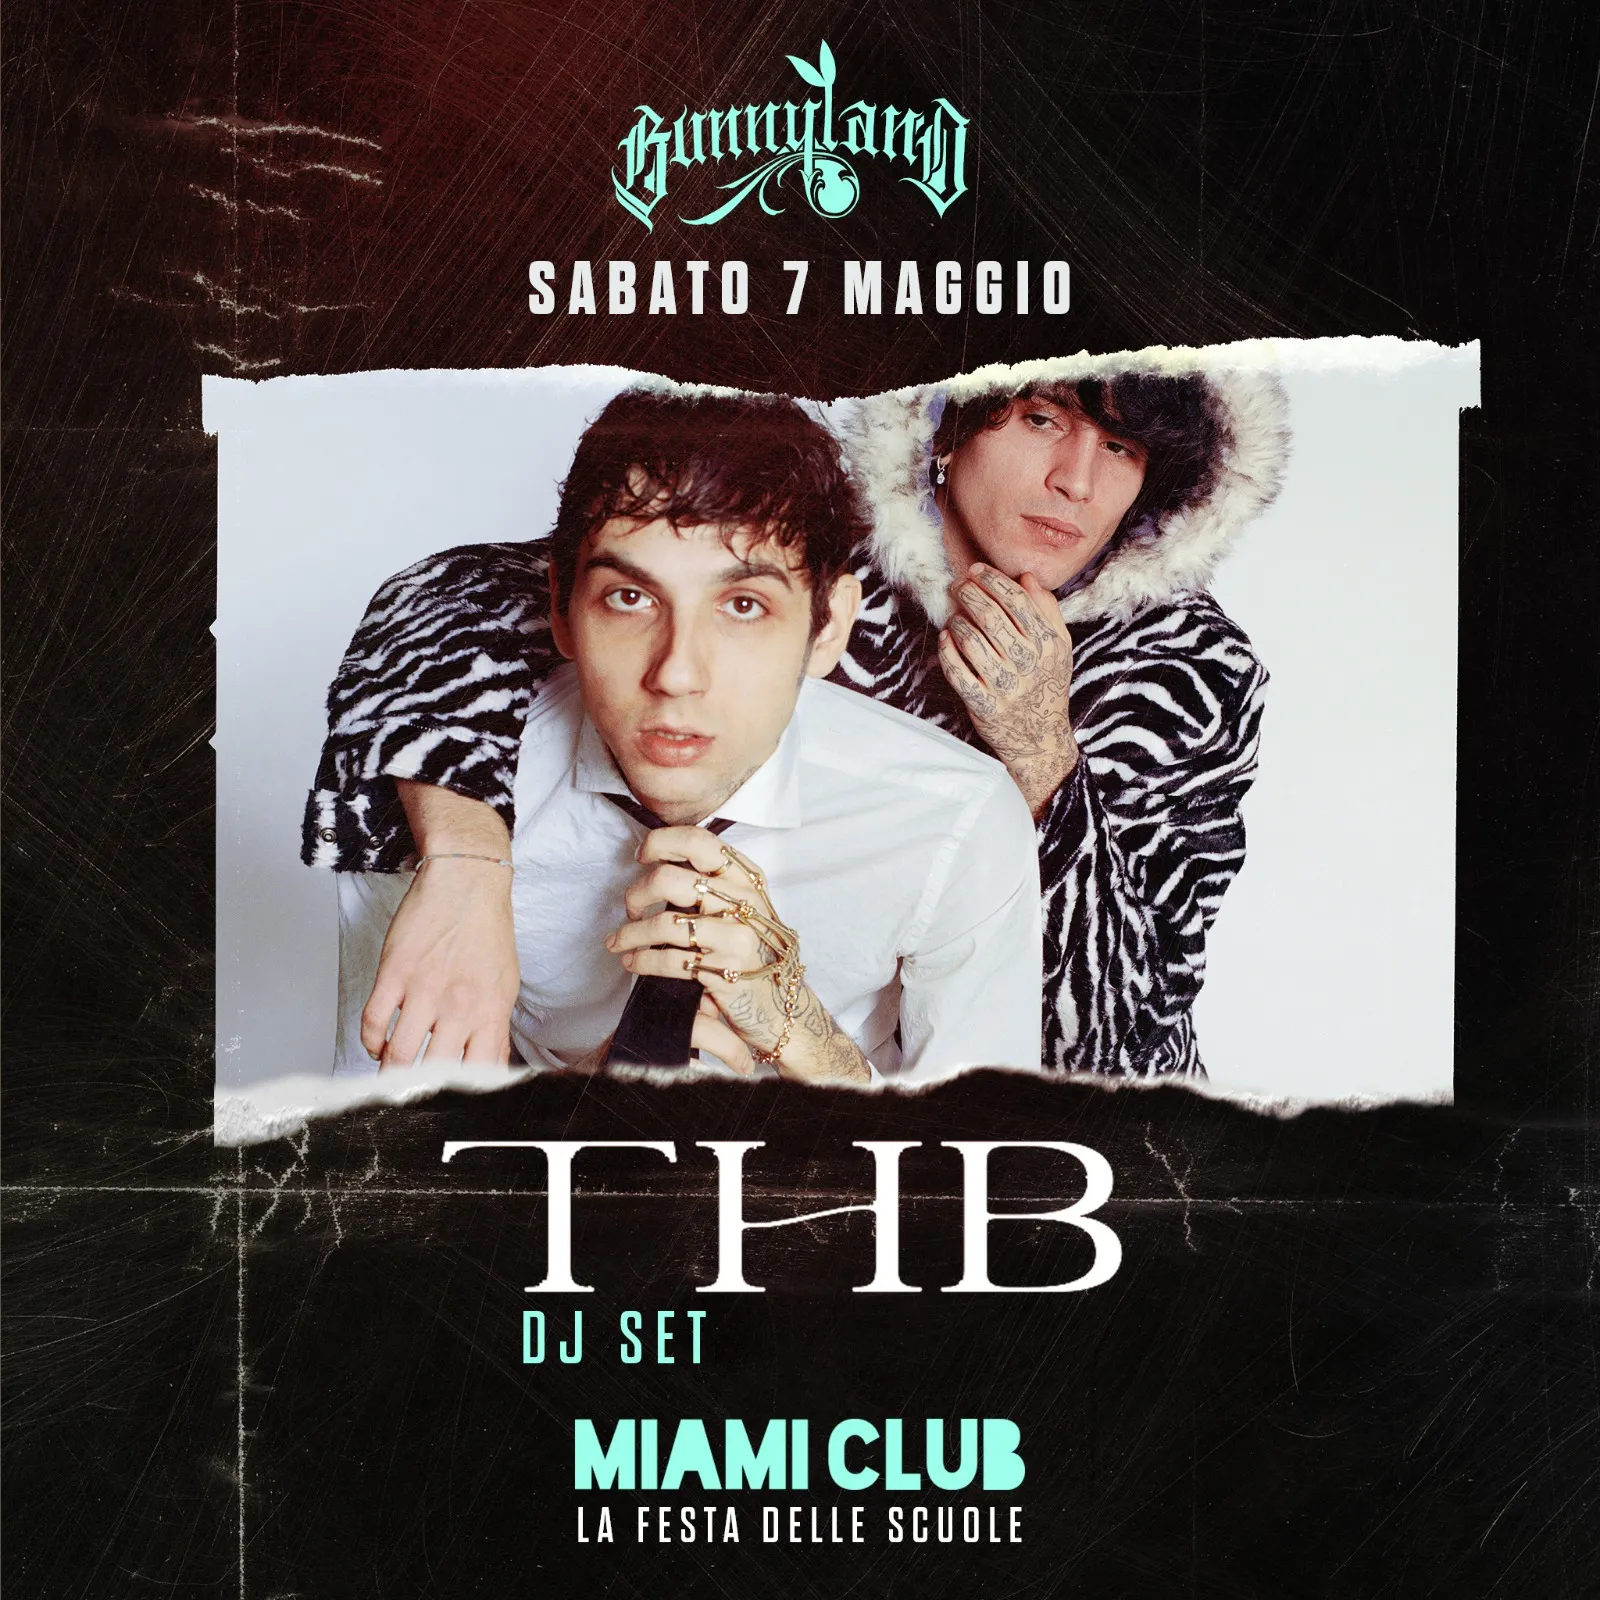 Bunnyland
SABATO 7 MAGGIO
THB
DJ SET
MIAMI CLUB
LA FESTA DELLE SCUOLE